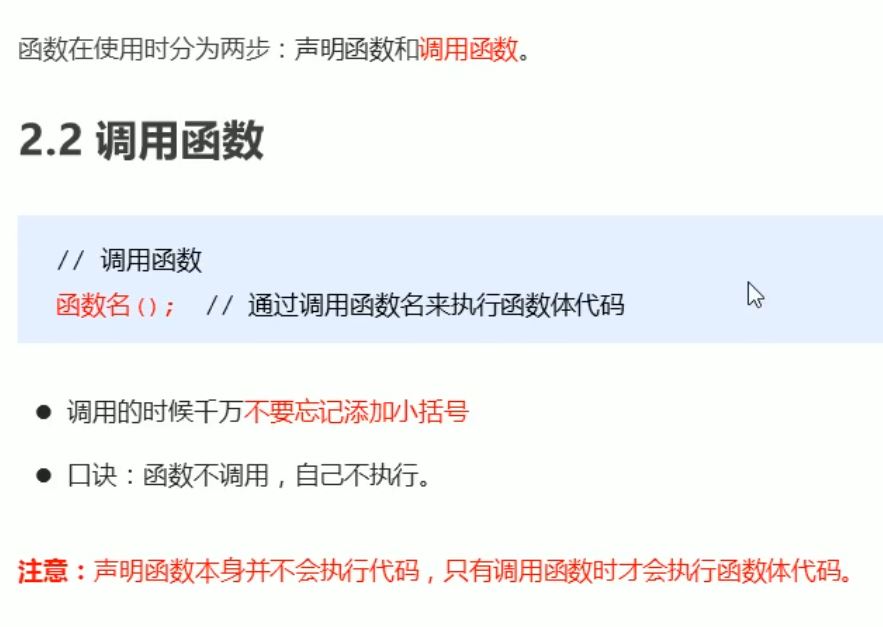 函数在使用时分为两步：声明函数和调用函数。
2.2 调用函数
// 调用函数
函数名(); // 通过调用函数名来执行函数体代码
● 调用的时候千万不要忘记添加小括号
● 口诀：函数不调用，自己不执行。
注意：声明函数本身并不会执行代码，只有调用函数时才会执行函数体代码。